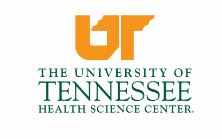 UT
THE UNIVERSITY OF
TENNESSEE
HEALTH SCIENCE CENTER.